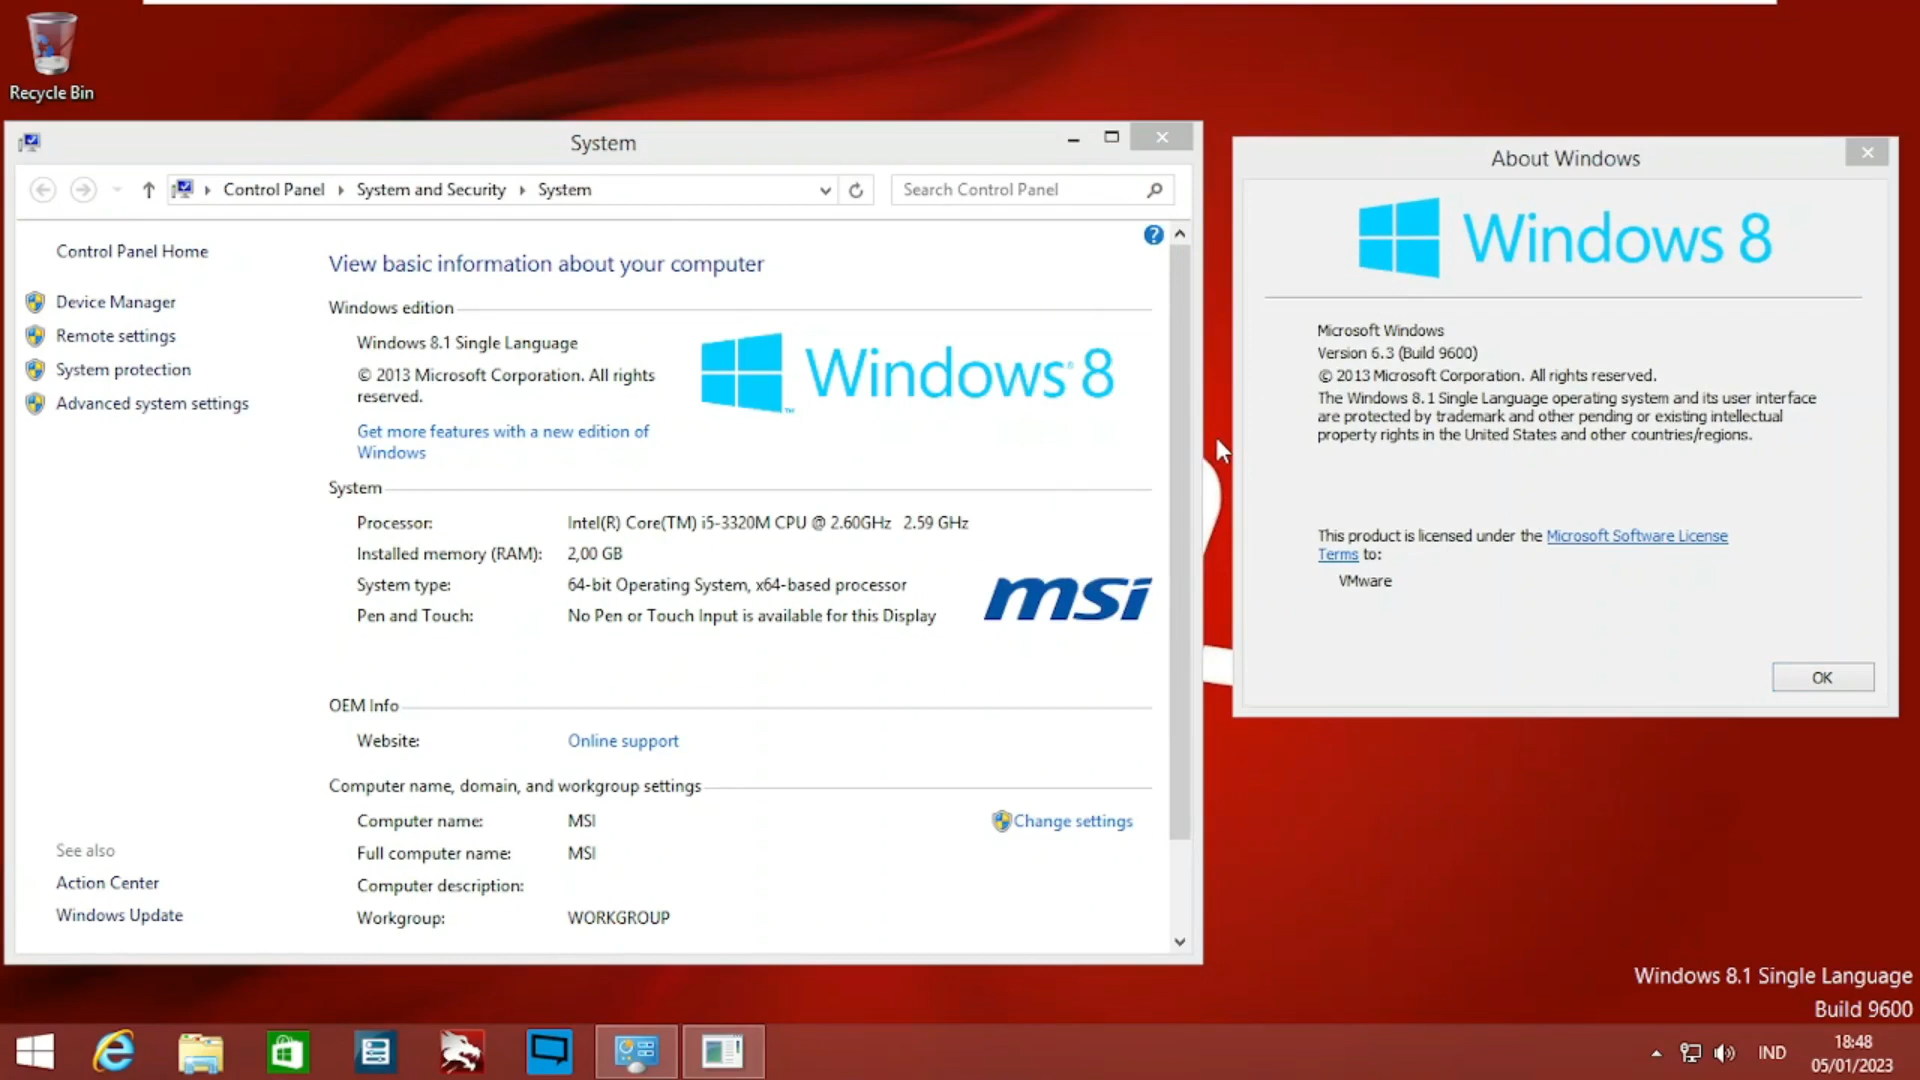 Recycle Bin
System
Control Panel
System and Security
System
Search Control Panel
Control Panel Home
Device Manager
Remote settings
System protection
Advanced system settings
See also
Action Center
Windows Update
View basic information about your computer
Windows edition
Windows 8.1 Single Language
© 2013 Microsoft Corporation. All rights
reserved.
Get more features with a new edition of
Windows
Windows® 8
System
Processor: Intel(R) Core(TM) i5-3320M CPU @ 2.60GHz 2.59 GHz
Installed memory (RAM): 2,00 GB
System type: 64-bit Operating System, x64-based processor
Pen and Touch: No Pen or Touch Input is available for this Display
msi
OEM Info
Website: Online support
Computer name, domain, and workgroup settings
Computer name: MSI
Change settings
Full computer name: MSI
Computer description:
Workgroup: WORKGROUP
About Windows
Windows 8
Microsoft Windows
Version 6.3 (Build 9600)
© 2013 Microsoft Corporation. All rights reserved.
The Windows 8.1 Single Language operating system and its user interface
are protected by trademark and other pending or existing intellectual
property rights in the United States and other countries/regions.
This product is licensed under the Microsoft Software License
Terms to:
VMware
OK
Windows 8.1 Single Language
Build 9600
IND
18:48
05/01/2023